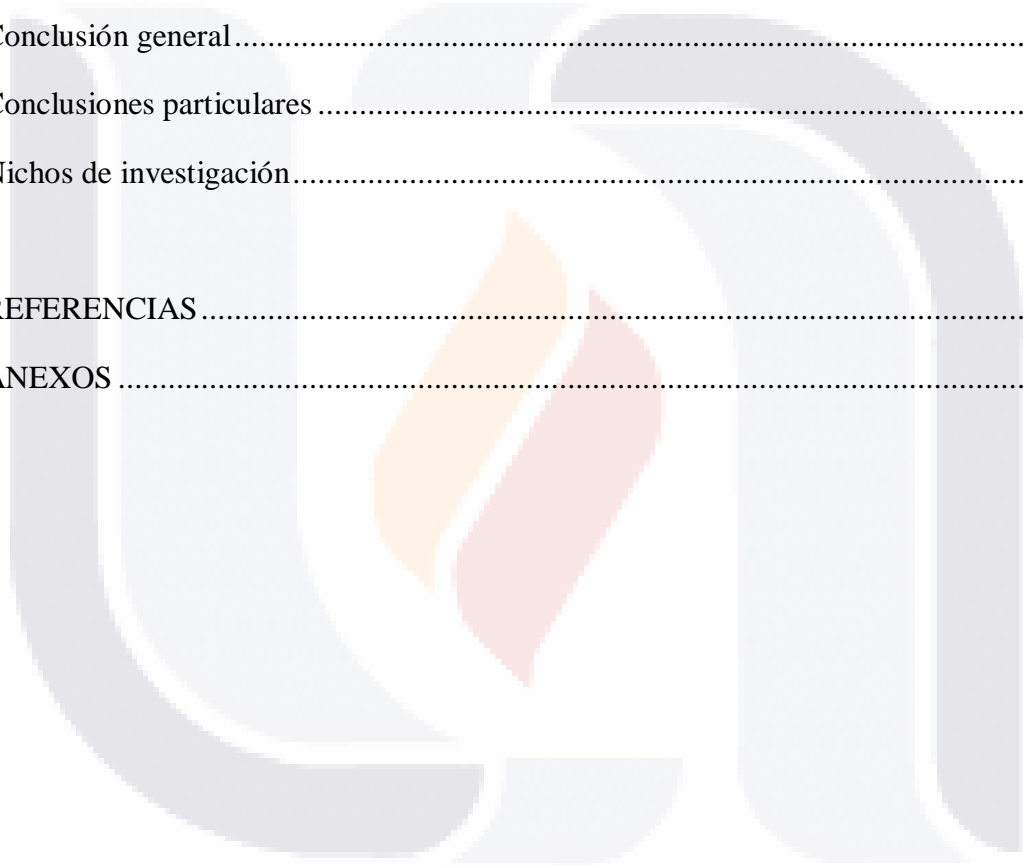 Conclusión general..........................................................................................
Conclusiones particulares ................................................................................
Nichos de investigación...................................................................................
REFERENCIAS .............................................................................................
ANEXOS .......................................................................................................